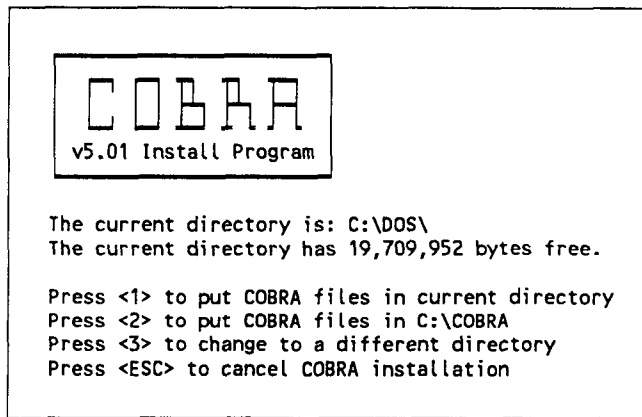 COBRA
v5.01 Install Program
The current directory is: C:\DOS\
The current directory has 19,709,952 bytes free.
Press <1> to put COBRA files in current directory
Press <2> to put COBRA files in C:\COBRA
Press <3> to change to a different directory
Press <ESC> to cancel COBRA installation